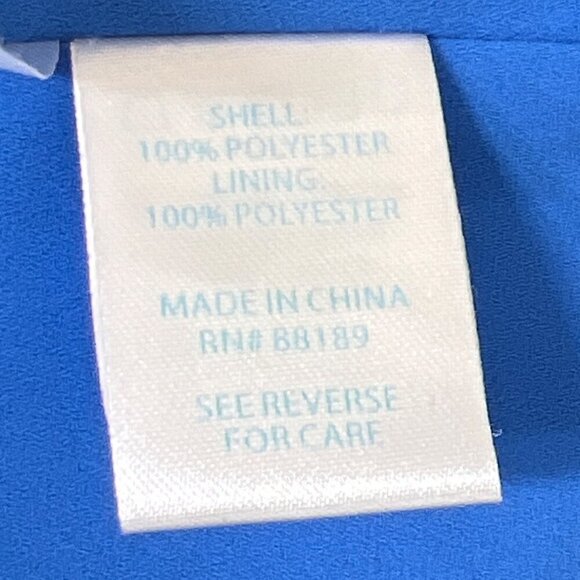 SHELL:
100% POLYESTER
LINING:
100% POLYESTER
MADE IN CHINA
RN# 88189
SEE REVERSE
FOR CARE